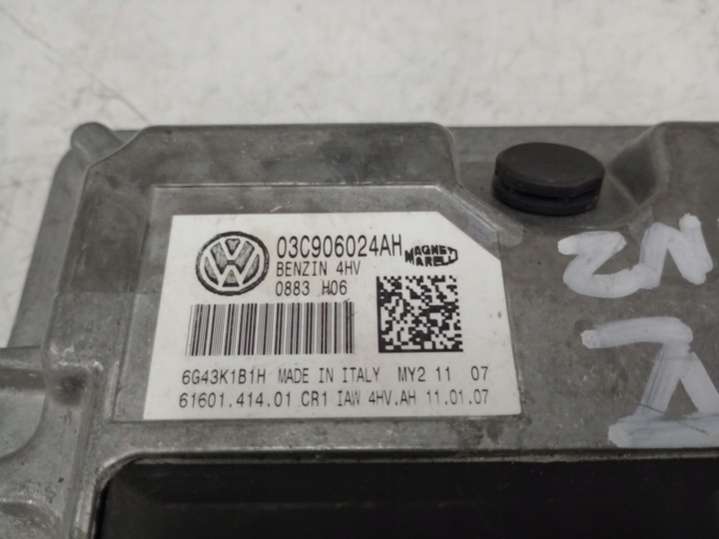 03C906024AH MAGNETI MARELLI
BENZIN 4HV
0883 H06
6G43K1B1H MADE IN ITALY MY2 11 07
61601.414.01 CR1 IAW 4HV.AH 11.01.07